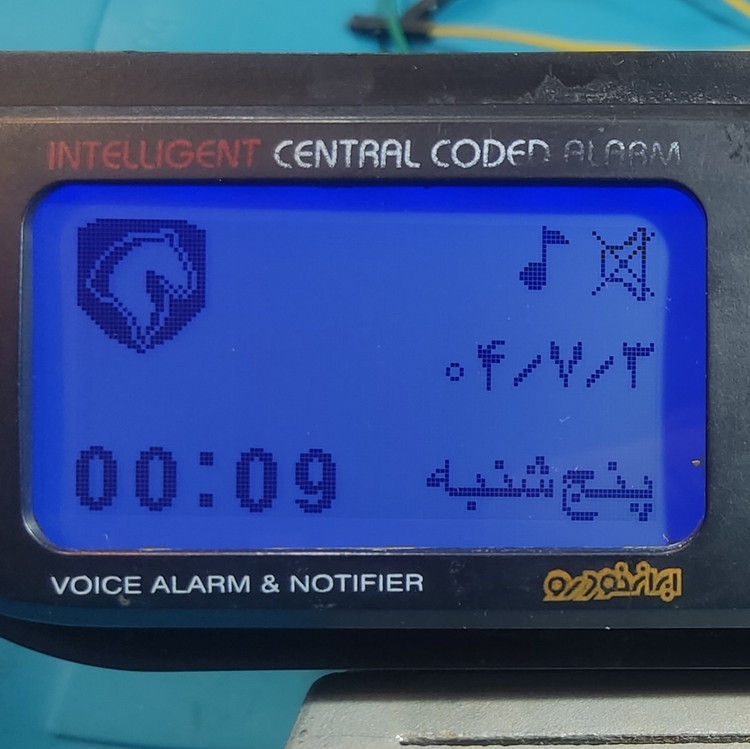 INTELLIGENT CENTRAL CODED ALARM
۰۴/۷/۳
00:09 پنج شنبه
VOICE ALARM & NOTIFIER ایران خودرو